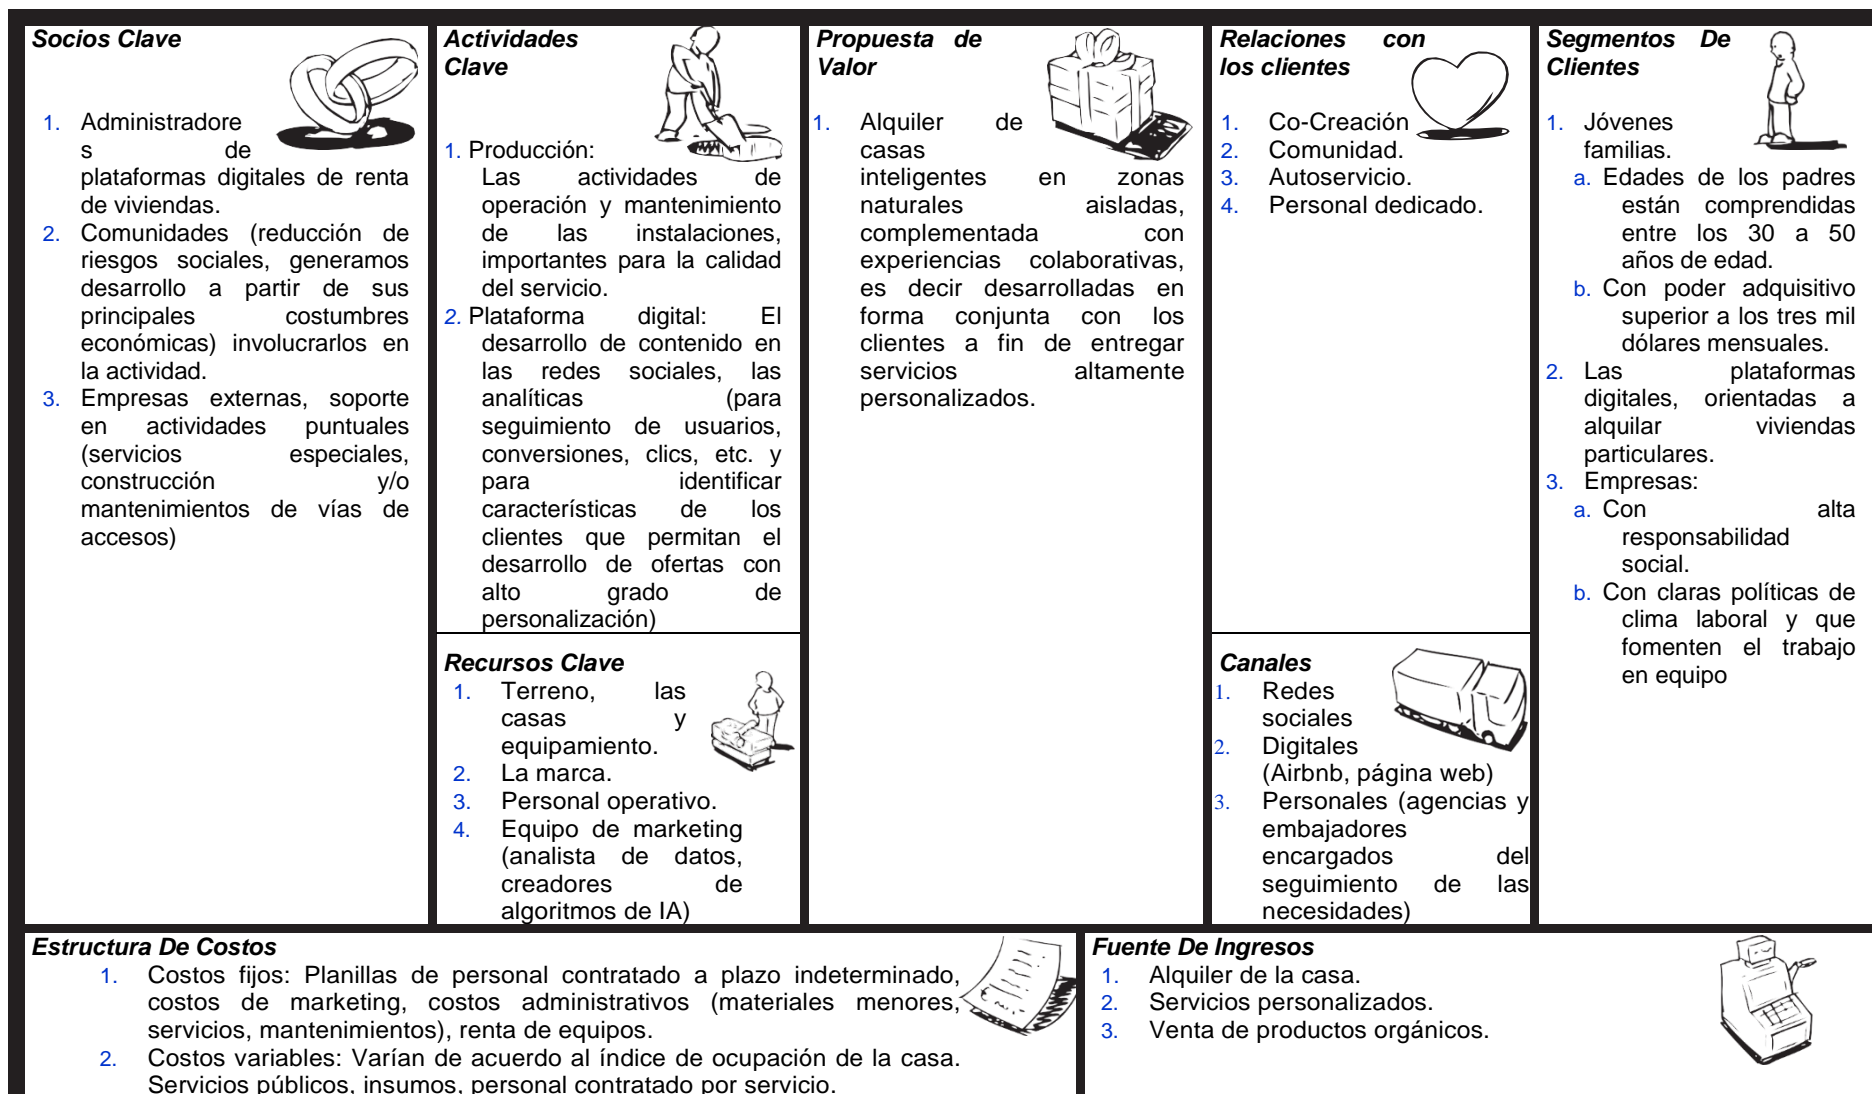 Socios Clave
1. Administradore
s de
plataformas digitales de renta
de viviendas.
2. Comunidades (reducción de
riesgos sociales, generamos
desarrollo a partir de sus
principales costumbres
económicas) involucrarlos en
la actividad.
3. Empresas externas, soporte
en actividades puntuales
(servicios especiales,
construcción y/o
mantenimientos de vías de
accesos)
Actividades
Clave
1. Producción:
Las actividades de
operación y mantenimiento
de las instalaciones,
importantes para la calidad
del servicio.
2. Plataforma digital: El
desarrollo de contenido en
las redes sociales, las
analíticas (para
seguimiento de usuarios,
conversiones, clics, etc. y
para identificar
características de los
clientes que permitan el
desarrollo de ofertas con
alto grado de
personalización)
Recursos Clave
1. Terreno, las
casas y
equipamiento.
2. La marca.
3. Personal operativo.
4. Equipo de marketing
(analista de datos,
creadores de
algoritmos de IA)
Propuesta de
Valor
1. Alquiler de
casas
inteligentes en zonas
naturales aisladas,
complementada con
experiencias colaborativas,
es decir desarrolladas en
forma conjunta con los
clientes a fin de entregar
servicios altamente
personalizados.
Relaciones con
los clientes
1. Co-Creación
2. Comunidad.
3. Autoservicio.
4. Personal dedicado.
Canales
1. Redes
sociales
2. Digitales
(Airbnb, página web)
3. Personales (agencias y
embajadores
encargados del
seguimiento de las
necesidades)
Segmentos De
Clientes
1. Jóvenes
familias.
a. Edades de los padres
están comprendidas
entre los 30 a 50
años de edad.
b. Con poder adquisitivo
superior a los tres mil
dólares mensuales.
2. Las plataformas
digitales, orientadas a
alquilar viviendas
particulares.
3. Empresas:
a. Con alta
responsabilidad
social.
b. Con claras políticas de
clima laboral y que
fomenten el trabajo
en equipo
Estructura De Costos
1. Costos fijos: Planillas de personal contratado a plazo indeterminado,
costos de marketing, costos administrativos (materiales menores,
servicios, mantenimientos), renta de equipos.
2. Costos variables: Varían de acuerdo al índice de ocupación de la casa.
Servicios públicos, insumos, personal contratado por servicio.
Fuente De Ingresos
1. Alquiler de la casa.
2. Servicios personalizados.
3. Venta de productos orgánicos.